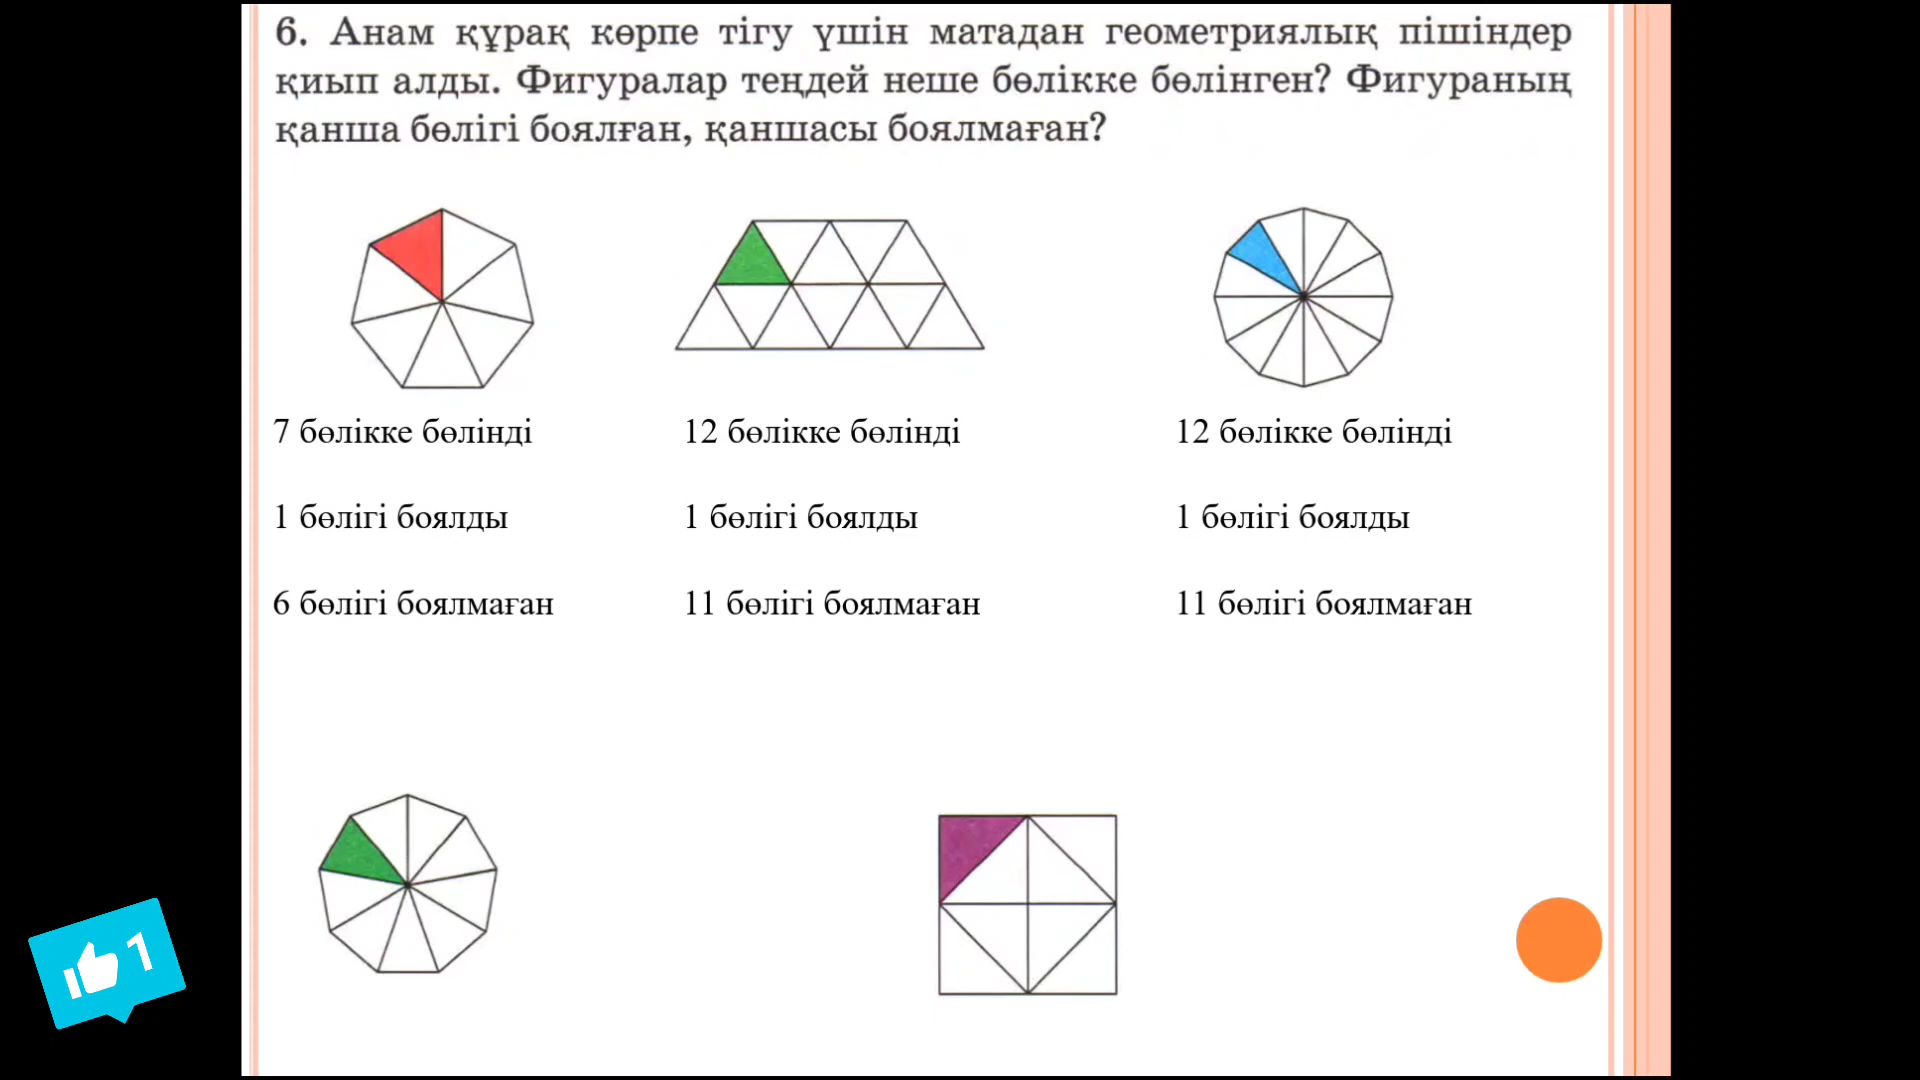 6. Анам құрақ көрпе тігу үшін матадан геометриялық пішіндер
қиып алды. Фигуралар теңдей неше бөлікке бөлінген? Фигураның
қанша бөлігі боялған, қаншасы боялмаған?
7 бөлікке бөлінді
12 бөлікке бөлінді
12 бөлікке бөлінді
1 бөлігі боялды
1 бөлігі боялды
1 бөлігі боялды
6 бөлігі боялмаған
11 бөлігі боялмаған
11 бөлігі боялмаған
1